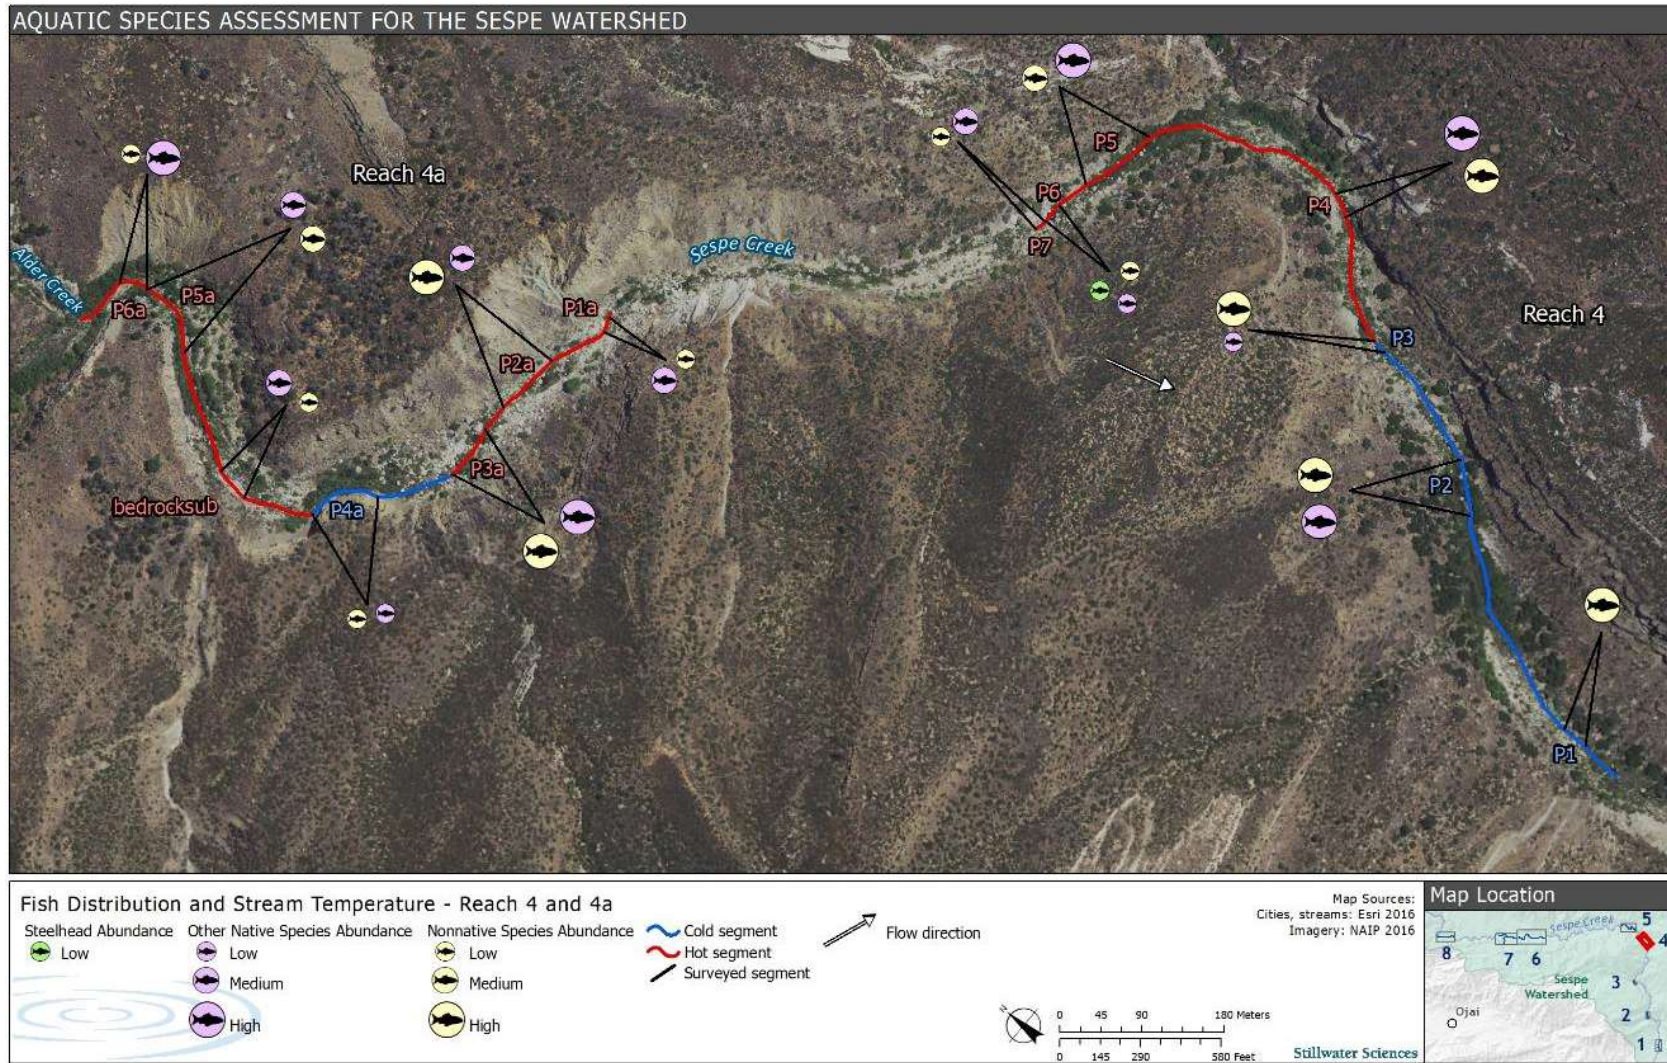 AQUATIC SPECIES ASSESSMENT FOR THE SESPE WATERSHED
Reach 4a
Alder Creek
P6a
P5a
bedrocksub
P4a
P3a
P2a
P1a
Sespe Creek
P7
P6
P5
P4
Reach 4
P3
P2
P1
Fish Distribution and Stream Temperature - Reach 4 and 4a
Steelhead Abundance
Low
Other Native Species Abundance
Low
Medium
High
Nonnative Species Abundance
Low
Medium
High
Cold segment
Hot segment
Surveyed segment
Flow direction
Map Sources:
Cities, streams: Esri 2016
Imagery: NAIP 2016
N
0 45 90 180 Meters
0 145 290 580 Feet
Stillwater Sciences
Map Location
Sespe Creek
5
4
8
7
6
Sespe
Watershed
3
Ojai
2
1